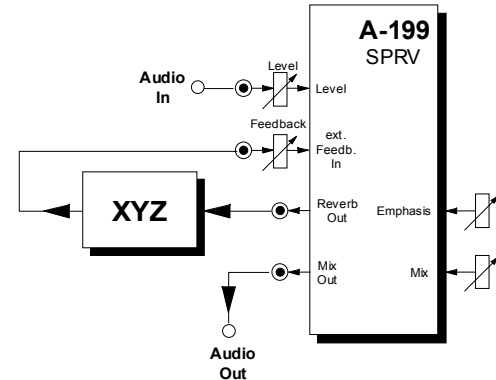 A-199
SPRV
Audio
In
Level
Level
Feedback
ext.
Feedb.
In
XYZ
Reverb
Out
Emphasis
Mix
Out
Mix
Audio
Out